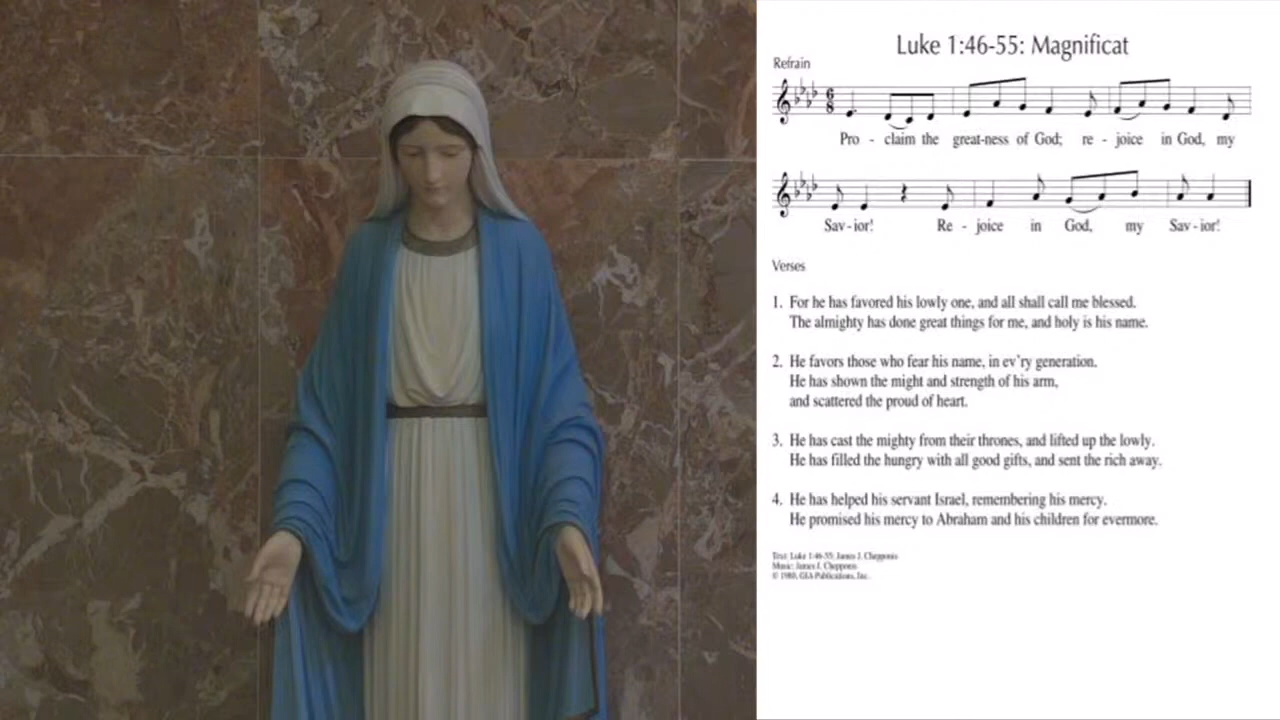 Luke 1:46-55: Magnificat
Refrain
6
8
Pro - claim the great-ness of God; re - joice in God, my
Sav-ior! Re - joice in God, my Sav-ior!
Verses
1. For he has favored his lowly one, and all shall call me blessed.
The almighty has done great things for me, and holy is his name.
2. He favors those who fear his name, in ev'ry generation.
He has shown the might and strength of his arm,
and scattered the proud of heart.
3. He has cast the mighty from their thrones, and lifted up the lowly.
He has filled the hungry with all good gifts, and sent the rich away.
4. He has helped his servant Israel, remembering his mercy.
He promised his mercy to Abraham and his children for evermore.
Text: Luke 1:46-55; James J. Chepponis
Music: James J. Chepponis
© 1980, GIA Publications, Inc.